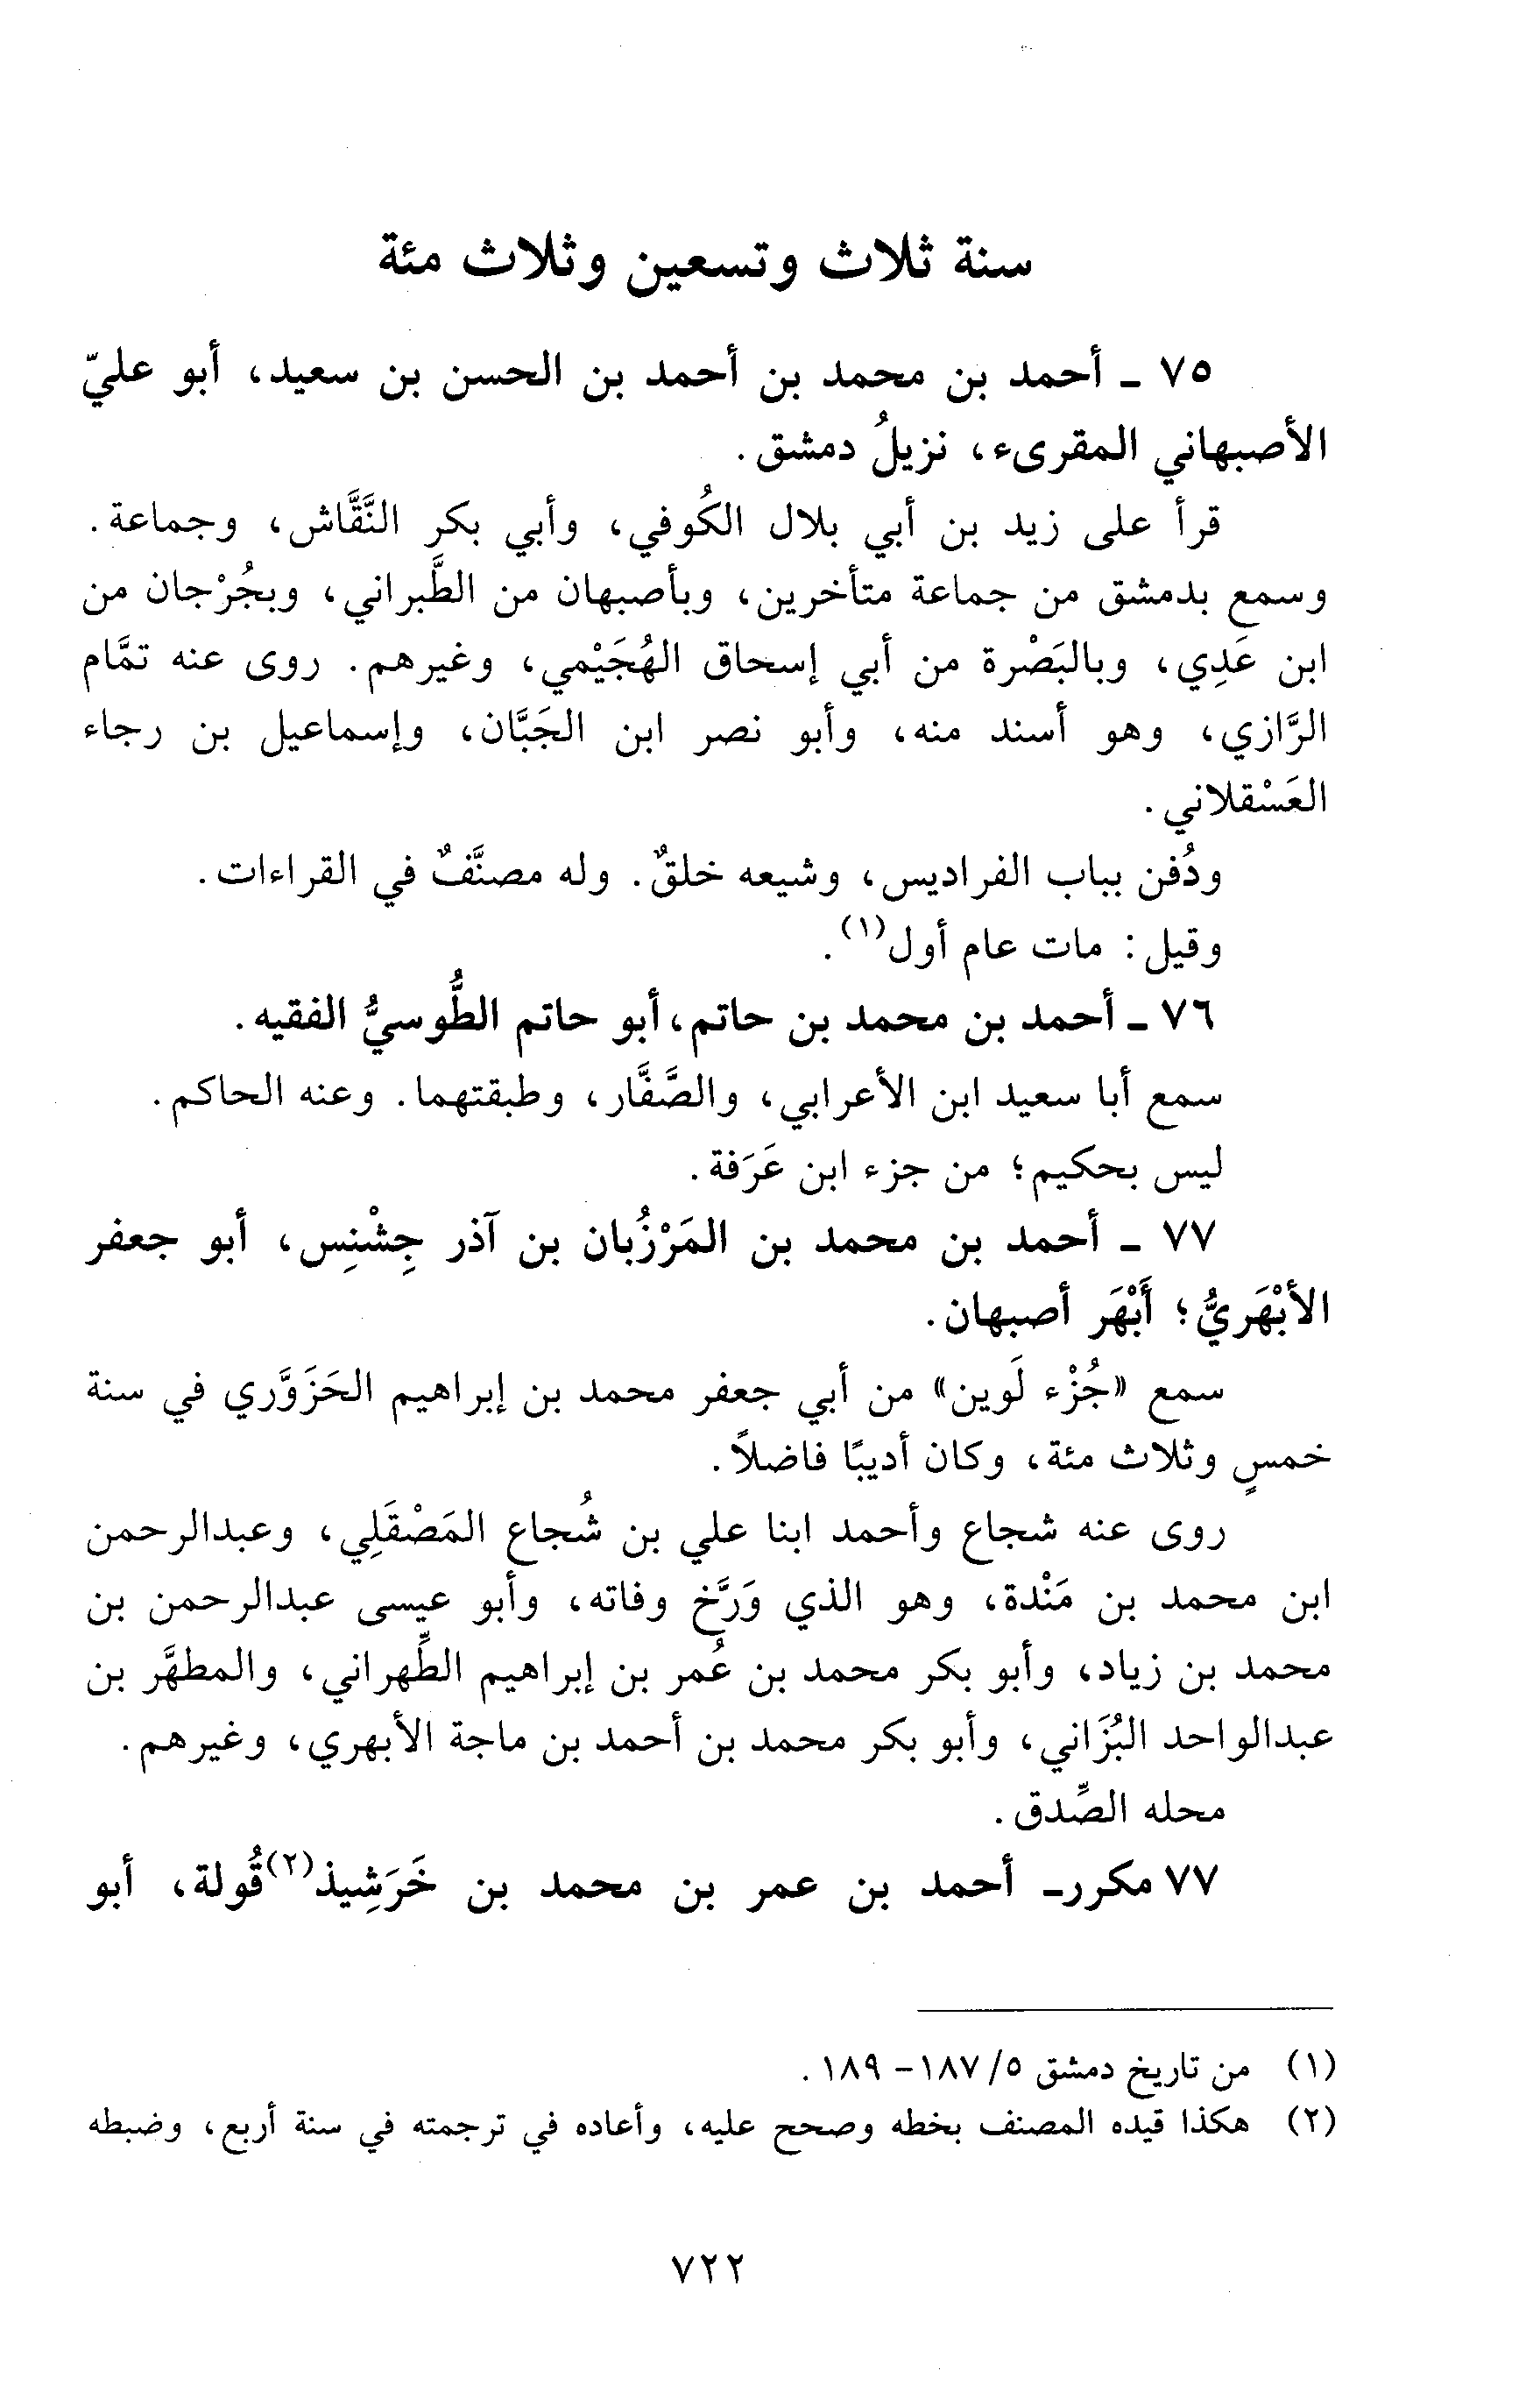 سنة ثلاث وتسعين وثلاث مئة
٧٥ ـ أحمد بن محمد بن أحمد بن الحسن بن سعيد، أبو عليّ
الأصبهاني المقرىء، نزيلُ دمشق.
قرأ على زيد بن أبي بلال الكُوفي، وأبي بكر النَّقَّاش، وجماعة.
وسمع بدمشق من جماعة متأخرين، وبأصبهان من الطَّبراني، وبجُرْجان من
ابن عَدِي، وبالبَصْرة من أبي إسحاق الهُجَيْمي، وغيرهم. روى عنه تمَّام
الرَّازي، وهو أسند منه، وأبو نصر ابن الجَبَّان، وإسماعيل بن رجاء
العَسْقلاني.
ودُفن بباب الفراديس، وشيعه خلقٌ. وله مصنَّفٌ في القراءات.
وقيل: مات عام أول(١).
٧٦ ـ أحمد بن محمد بن حاتم، أبو حاتم الطُّوسيُّ الفقيه.
سمع أبا سعيد ابن الأعرابي، والصَّفَّار، وطبقتهما. وعنه الحاكم.
ليس بحكيم؛ من جزء ابن عَرَفة.
٧٧ ـ أحمد بن محمد بن المَرْزُبان بن آذر جِشْنِس، أبو جعفر
الأبْهَريُّ؛ أَبْهَر أصبهان.
سمع «جُزْء لَوين» من أبي جعفر محمد بن إبراهيم الحَزَوَّري في سنة
خمسٍ وثلاث مئة، وكان أديبًا فاضلاً.
روى عنه شجاع وأحمد ابنا علي بن شُجاع المَصْقَلِي، وعبدالرحمن
ابن محمد بن مَنْدة، وهو الذي وَرَّخ وفاته، وأبو عيسى عبدالرحمن بن
محمد بن زياد، وأبو بكر محمد بن عُمر بن إبراهيم الطِّهراني، والمطهَّر بن
عبدالواحد البُزَاني، وأبو بكر محمد بن أحمد بن ماجة الأبهري، وغيرهم.
محله الصِّدق.
٧٧ مكرر ـ أحمد بن عمر بن محمد بن خَرَشِيذ(٢) قُولة، أبو
(١) من تاريخ دمشق ٥/ ١٨٧ - ١٨٩.
(٢) هكذا قيده المصنف بخطه وصحح عليه، وأعاده في ترجمته في سنة أربع، وضبطه
٧٢٢